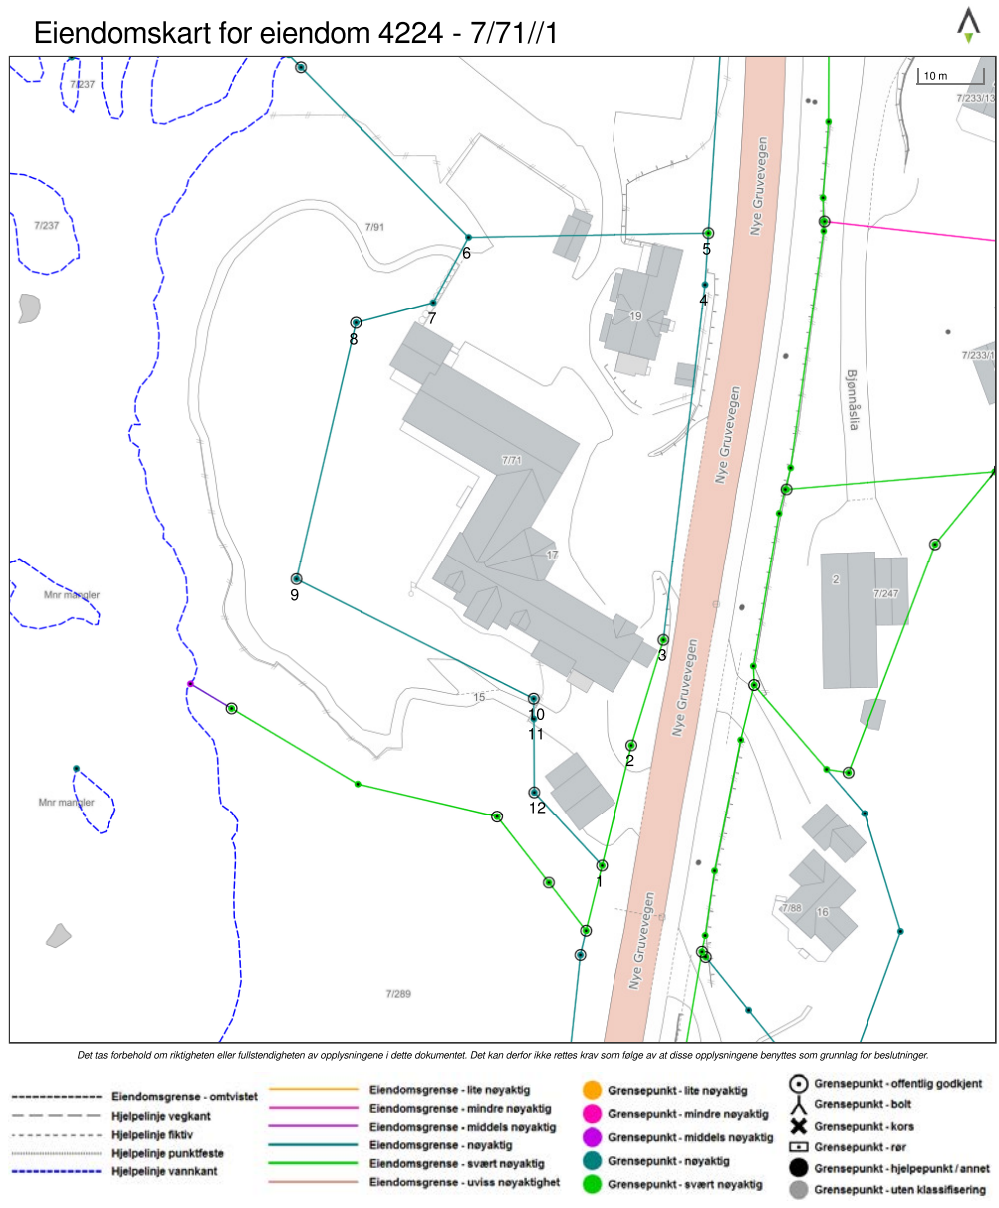 Eiendomskart for eiendom 4224 - 7/71//1
10 m
7/237
7/233/13
Nye Gruvevegen
7/237
7/91
5
6
4
7
19
8
7/233/1
Bjønnåslia
Nye Gruvevegen
7/71
17
2
7/247
9
Mnr mangler
3
Nye Gruvevegen
15
10
11
2
12
Mnr mangler
1
Nye Gruvevegen
7/88
16
7/289
Det tas forbehold om riktigheten eller fullstendigheten av opplysningene i dette dokumentet. Det kan derfor ikke rettes krav som følge av at disse opplysningene benyttes som grunnlag for beslutninger.
Eiendomsgrense - omtvistet
Hjelpelinje vegkant
Hjelpelinje fiktiv
Hjelpelinje punktfeste
Hjelpelinje vannkant
Eiendomsgrense - lite nøyaktig
Eiendomsgrense - mindre nøyaktig
Eiendomsgrense - middels nøyaktig
Eiendomsgrense - nøyaktig
Eiendomsgrense - svært nøyaktig
Eiendomsgrense - uviss nøyaktighet
Grensepunkt - lite nøyaktig
Grensepunkt - mindre nøyaktig
Grensepunkt - middels nøyaktig
Grensepunkt - nøyaktig
Grensepunkt - svært nøyaktig
Grensepunkt - offentlig godkjent
Grensepunkt - bolt
Grensepunkt - kors
Grensepunkt - rør
Grensepunkt - hjelpepunkt / annet
Grensepunkt - uten klassifisering